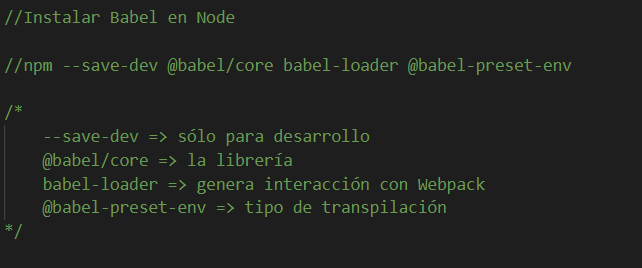 //Instalar Babel en Node
//npm --save-dev @babel/core babel-loader @babel-preset-env
/*
--save-dev => sólo para desarrollo
@babel/core => la librería
babel-loader => genera interacción con Webpack
@babel-preset-env => tipo de transpilación
*/